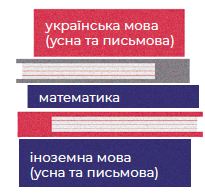 українська мова
(усна та письмова)
математика
іноземна мова
(усна та письмова)